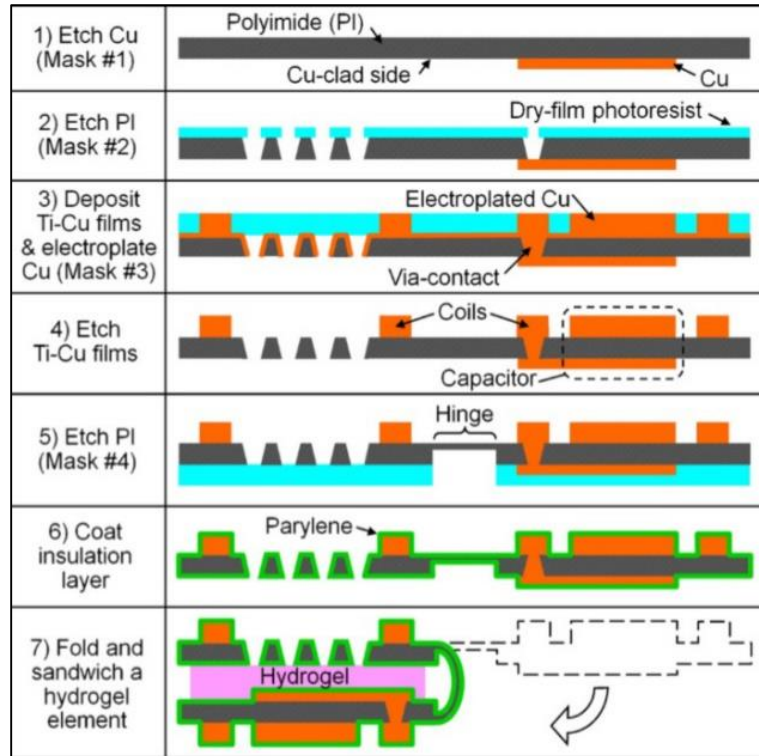 1) Etch Cu
(Mask #1)
Polyimide (PI)
Cu-clad side
Cu
2) Etch PI
(Mask #2)
Dry-film photoresist
3) Deposit
Ti-Cu films
& electroplate
Cu (Mask #3)
Electroplated Cu
Via-contact
4) Etch
Ti-Cu films
Coils
Capacitor
5) Etch PI
(Mask #4)
Hinge
6) Coat
insulation
layer
Parylene
7) Fold and
sandwich a
hydrogel
element
Hydrogel